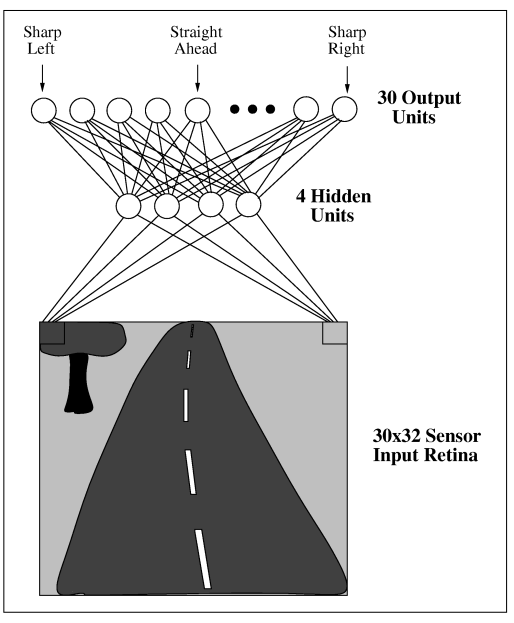 Sharp
Left
Straight
Ahead
Sharp
Right
30 Output
Units
4 Hidden
Units
30x32 Sensor
Input Retina